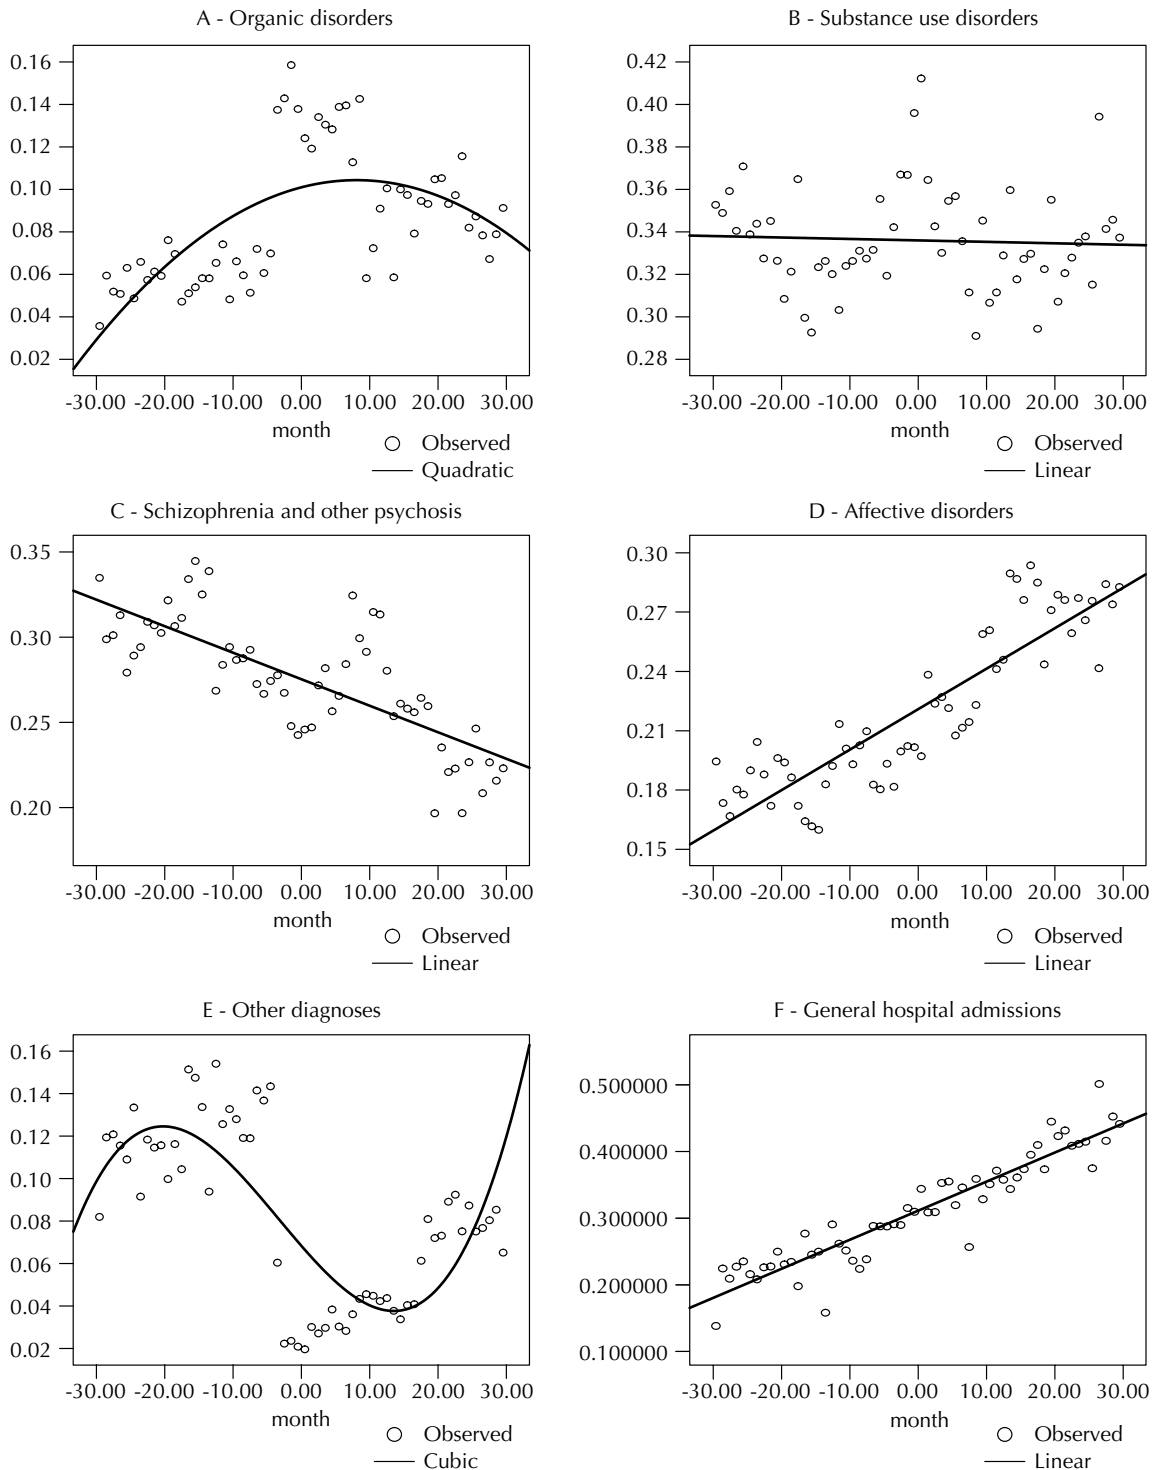 A - Organic disorders
0.16
0.14
0.12
0.10
0.08
0.06
0.04
0.02
-30.00 -20.00 -10.00 0.00 10.00 20.00 30.00
month
Observed
Quadratic
B - Substance use disorders
0.42
0.40
0.38
0.36
0.34
0.32
0.30
0.28
-30.00 -20.00 -10.00 0.00 10.00 20.00 30.00
month
Observed
Linear
C - Schizophrenia and other psychosis
0.35
0.30
0.25
0.20
-30.00 -20.00 -10.00 0.00 10.00 20.00 30.00
month
Observed
Linear
D - Affective disorders
0.30
0.27
0.24
0.21
0.18
0.15
-30.00 -20.00 -10.00 0.00 10.00 20.00 30.00
month
Observed
Linear
E - Other diagnoses
0.16
0.14
0.12
0.10
0.08
0.06
0.04
0.02
-30.00 -20.00 -10.00 0.00 10.00 20.00 30.00
month
Observed
Cubic
F - General hospital admissions
0.500000
0.400000
0.300000
0.200000
0.100000
-30.00 -20.00 -10.00 0.00 10.00 20.00 30.00
month
Observed
Linear